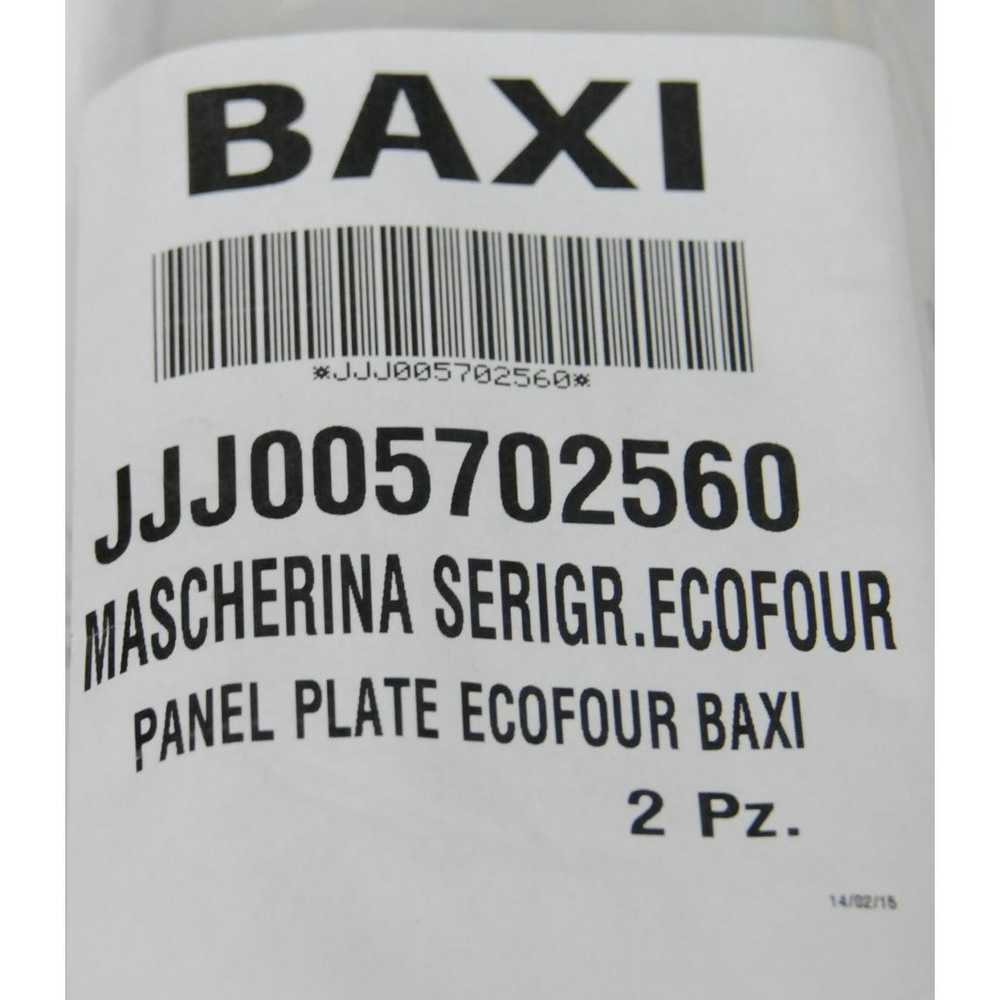 BAXI
*JJJ005702560*
JJJ005702560
MASCHERINA SERIGR.ECOFOUR
PANEL PLATE ECOFOUR BAXI
2 Pz.
14/02/15